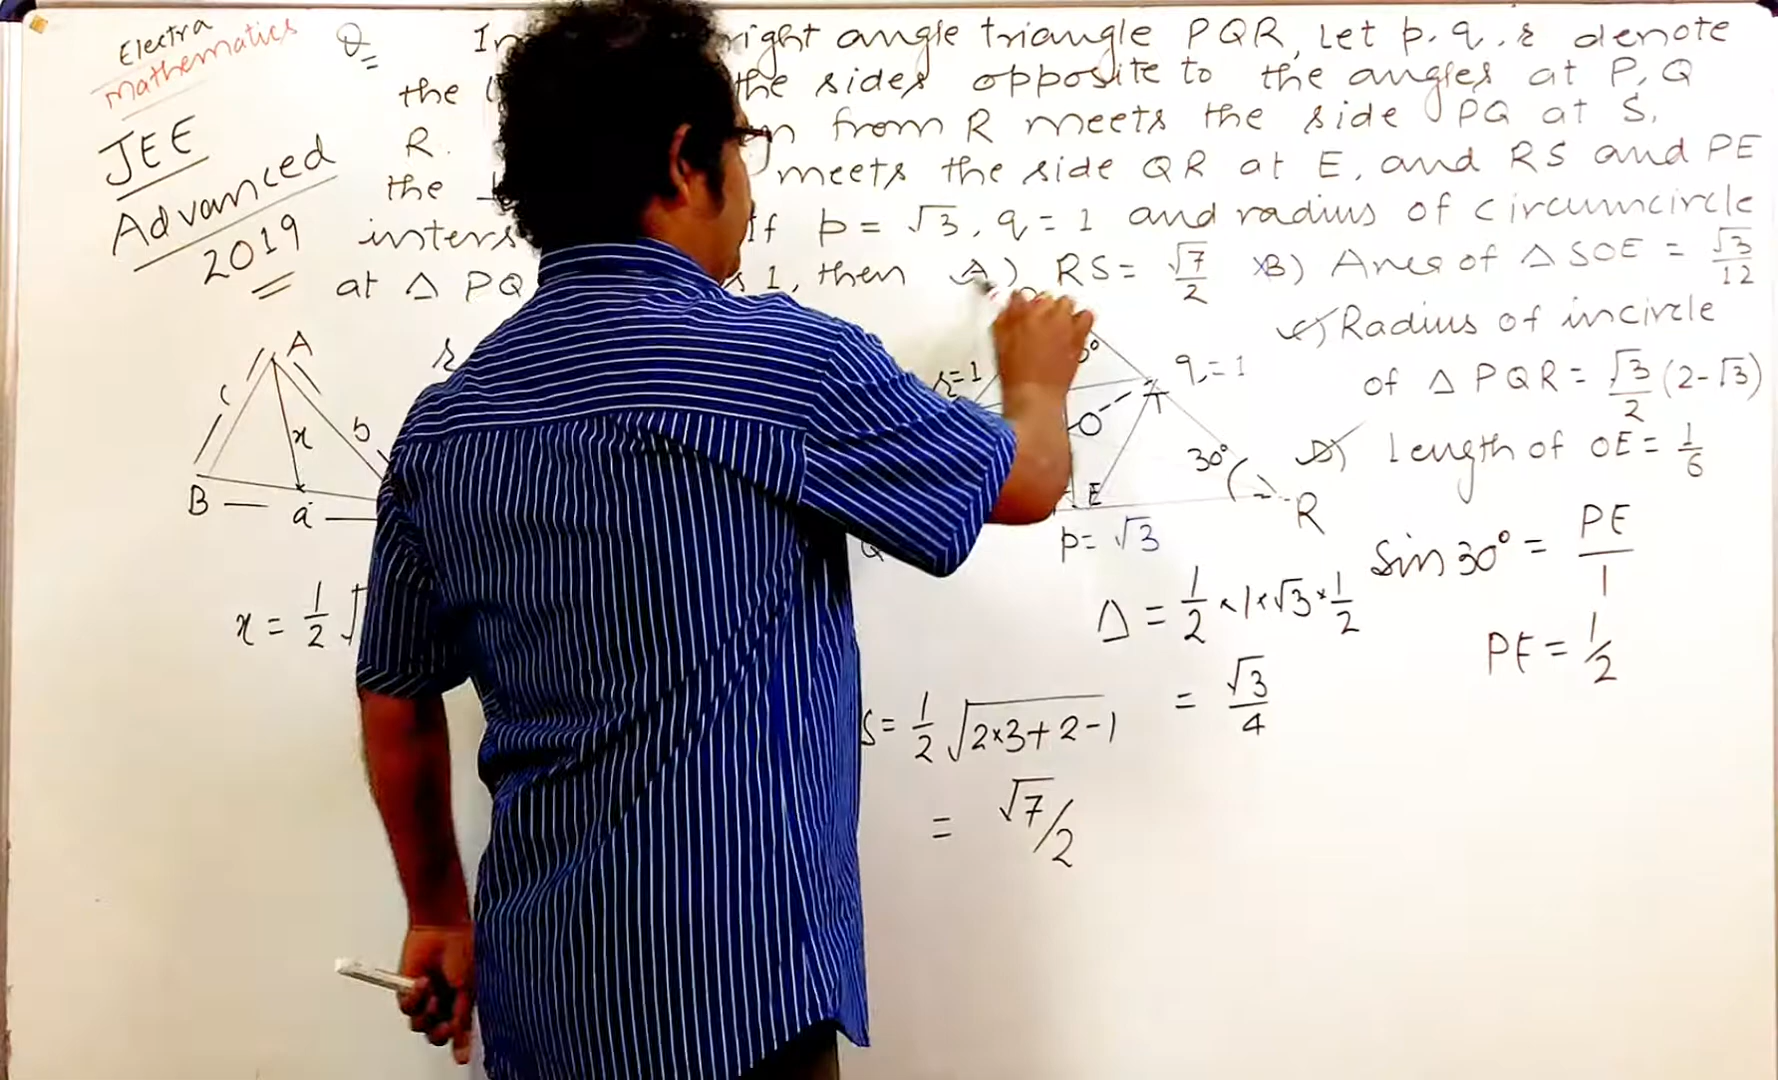 Electra
Mathematics
JEE
Advanced
2019
Q In right angle triangle PQR, Let p, q, r denote
the the sides opposite to the angles at P, Q
R. from R meets the side PQ at S,
the meets the side QR at E, and RS and PE
inters If p = √3, q = 1 and radius of circumcircle
at Δ PQ 1, then A) RS = √7/2 B) Area of Δ SOE = √3/12
C) Radius of incircle
of Δ PQR = √3/2 (2-√3)
D) Length of OE = 1/6
A
c
x
b
B
a
r=1
q=1
O
30°
E
R
p = √3
x = 1/2 √
Δ = 1/2 × 1 × √3 × 1/2
= √3/4
sin 30° = PE/1
PE = 1/2
S = 1/2 √2×3+2-1
= √7/2